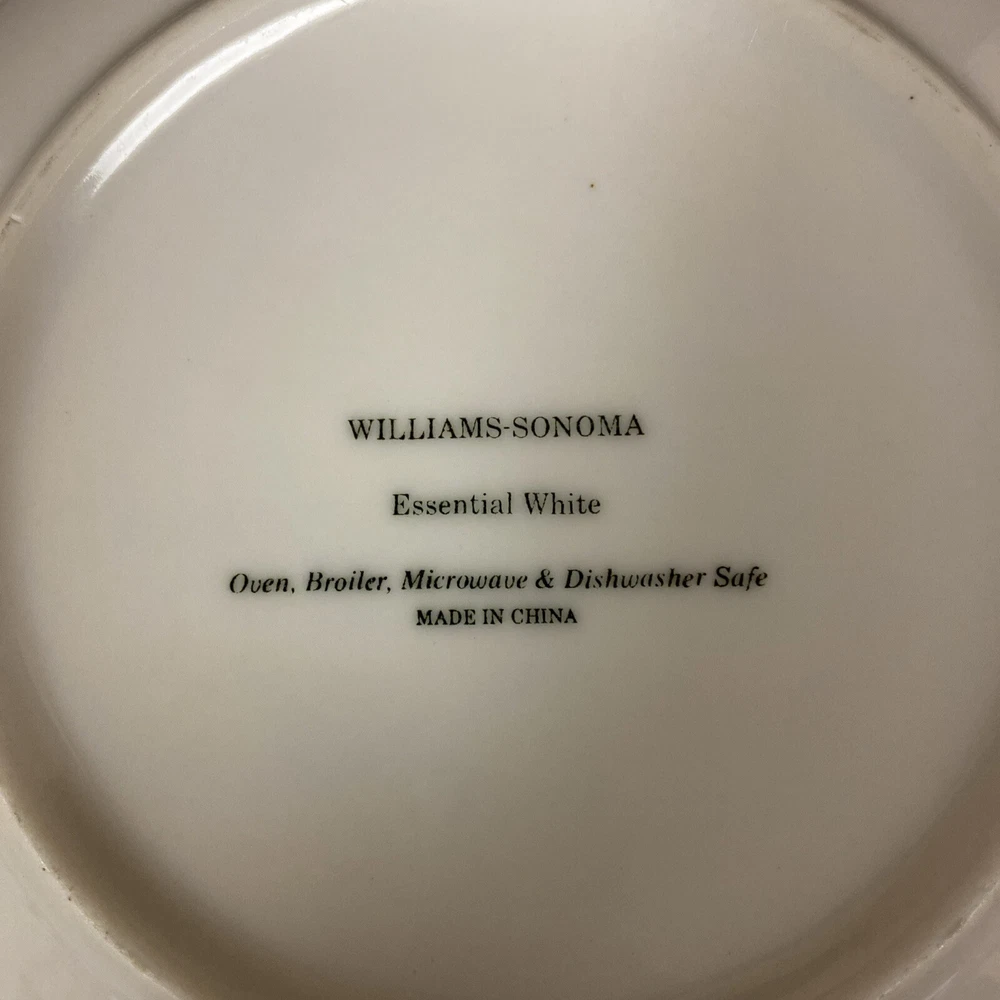 WILLIAMS-SONOMA
Essential White
Oven, Broiler, Microwave & Dishwasher Safe
MADE IN CHINA